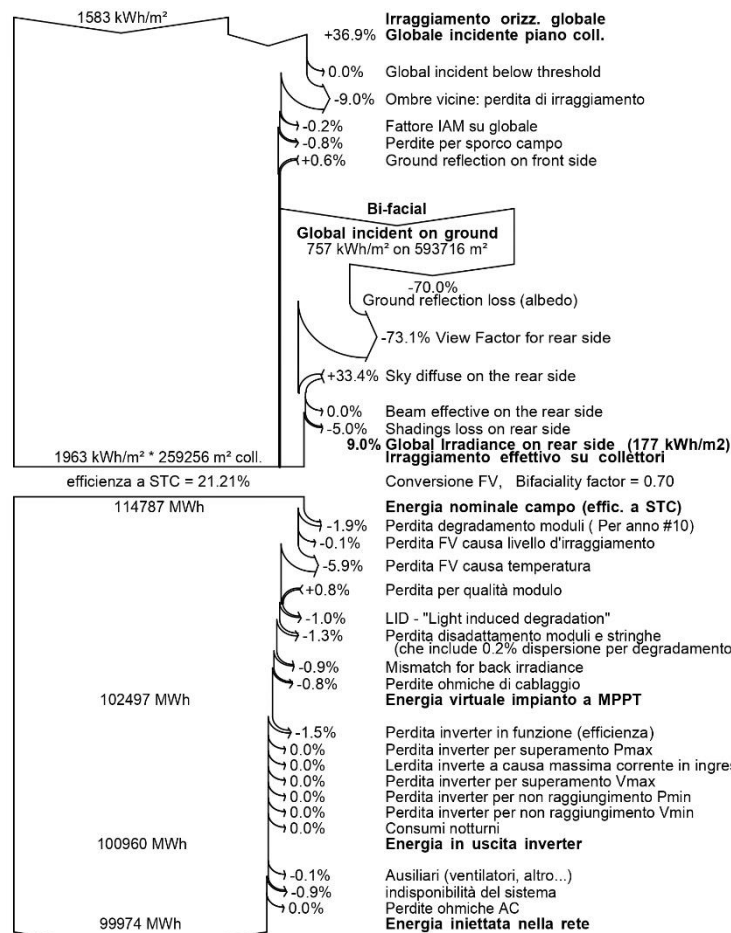 1583 kWh/m² Irraggiamento orizz. globale
+36.9% Globale incidente piano coll.
0.0% Global incident below threshold
-9.0% Ombre vicine: perdita di irraggiamento
-0.2% Fattore IAM su globale
-0.8% Perdite per sporco campo
+0.6% Ground reflection on front side
Bi-facial
Global incident on ground
757 kWh/m² on 593716 m²
-70.0%
Ground reflection loss (albedo)
-73.1% View Factor for rear side
+33.4% Sky diffuse on the rear side
0.0% Beam effective on the rear side
-5.0% Shadings loss on rear side
9.0% Global Irradiance on rear side (177 kWh/m2)
1963 kWh/m² * 259256 m² coll. Irraggiamento effettivo su collettori
efficienza a STC = 21.21% Conversione FV, Bifaciality factor = 0.70
114787 MWh Energia nominale campo (effic. a STC)
-1.9% Perdita degradamento moduli ( Per anno #10)
-0.1% Perdita FV causa livello d'irraggiamento
-5.9% Perdita FV causa temperatura
+0.8% Perdita per qualità modulo
-1.0% LID - "Light induced degradation"
-1.3% Perdita disadattamento moduli e stringhe
(che include 0.2% dispersione per degradamento
-0.9% Mismatch for back irradiance
-0.8% Perdite ohmiche di cablaggio
102497 MWh Energia virtuale impianto a MPPT
-1.5% Perdita inverter in funzione (efficienza)
0.0% Perdita inverter per superamento Pmax
0.0% Lerdita inverte a causa massima corrente in ingres
0.0% Perdita inverter per superamento Vmax
0.0% Perdita inverter per non raggiungimento Pmin
0.0% Perdita inverter per non raggiungimento Vmin
0.0% Consumi notturni
100960 MWh Energia in uscita inverter
-0.1% Ausiliari (ventilatori, altro...)
-0.9% indisponibilità del sistema
0.0% Perdite ohmiche AC
99974 MWh Energia iniettata nella rete